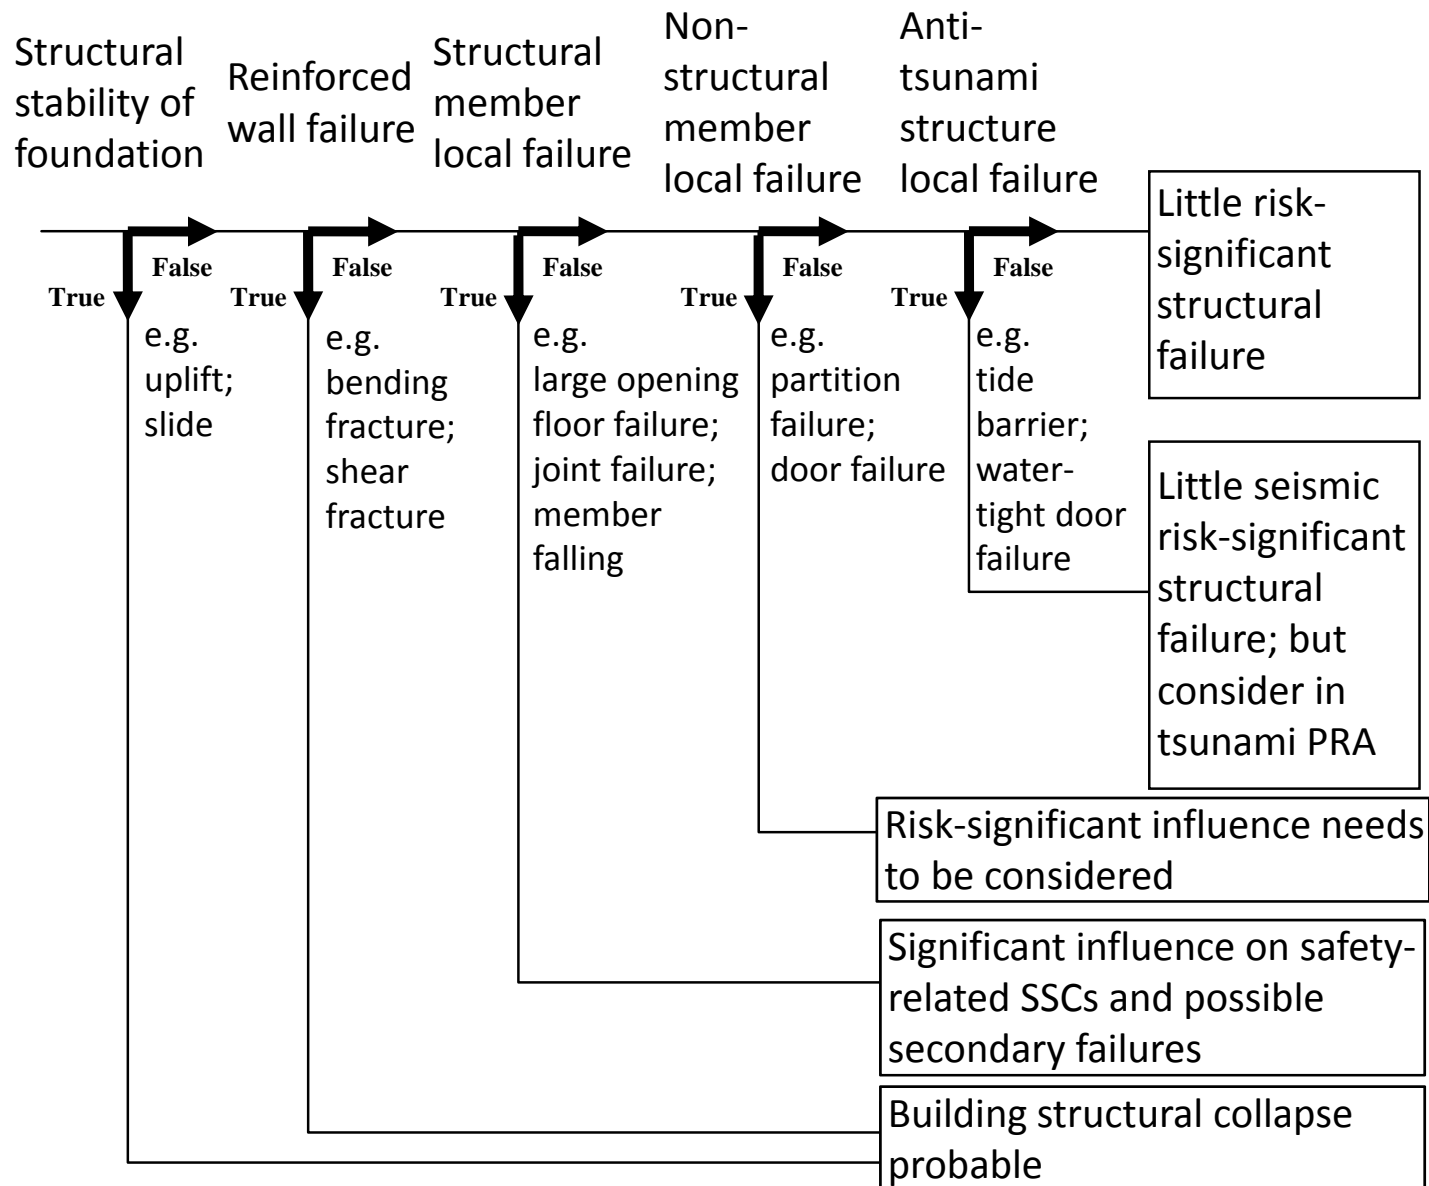 Structural
stability of
foundation
Reinforced
wall failure
Structural
member
local failure
Non-
structural
member
local failure
Anti-
tsunami
structure
local failure
False
True
False
True
False
True
False
True
False
True
e.g.
uplift;
slide
e.g.
bending
fracture;
shear
fracture
e.g.
large opening
floor failure;
joint failure;
member
falling
e.g.
partition
failure;
door failure
e.g.
tide
barrier;
water-
tight door
failure
Little risk-
significant
structural
failure
Little seismic
risk-significant
structural
failure; but
consider in
tsunami PRA
Risk-significant influence needs
to be considered
Significant influence on safety-
related SSCs and possible
secondary failures
Building structural collapse
probable